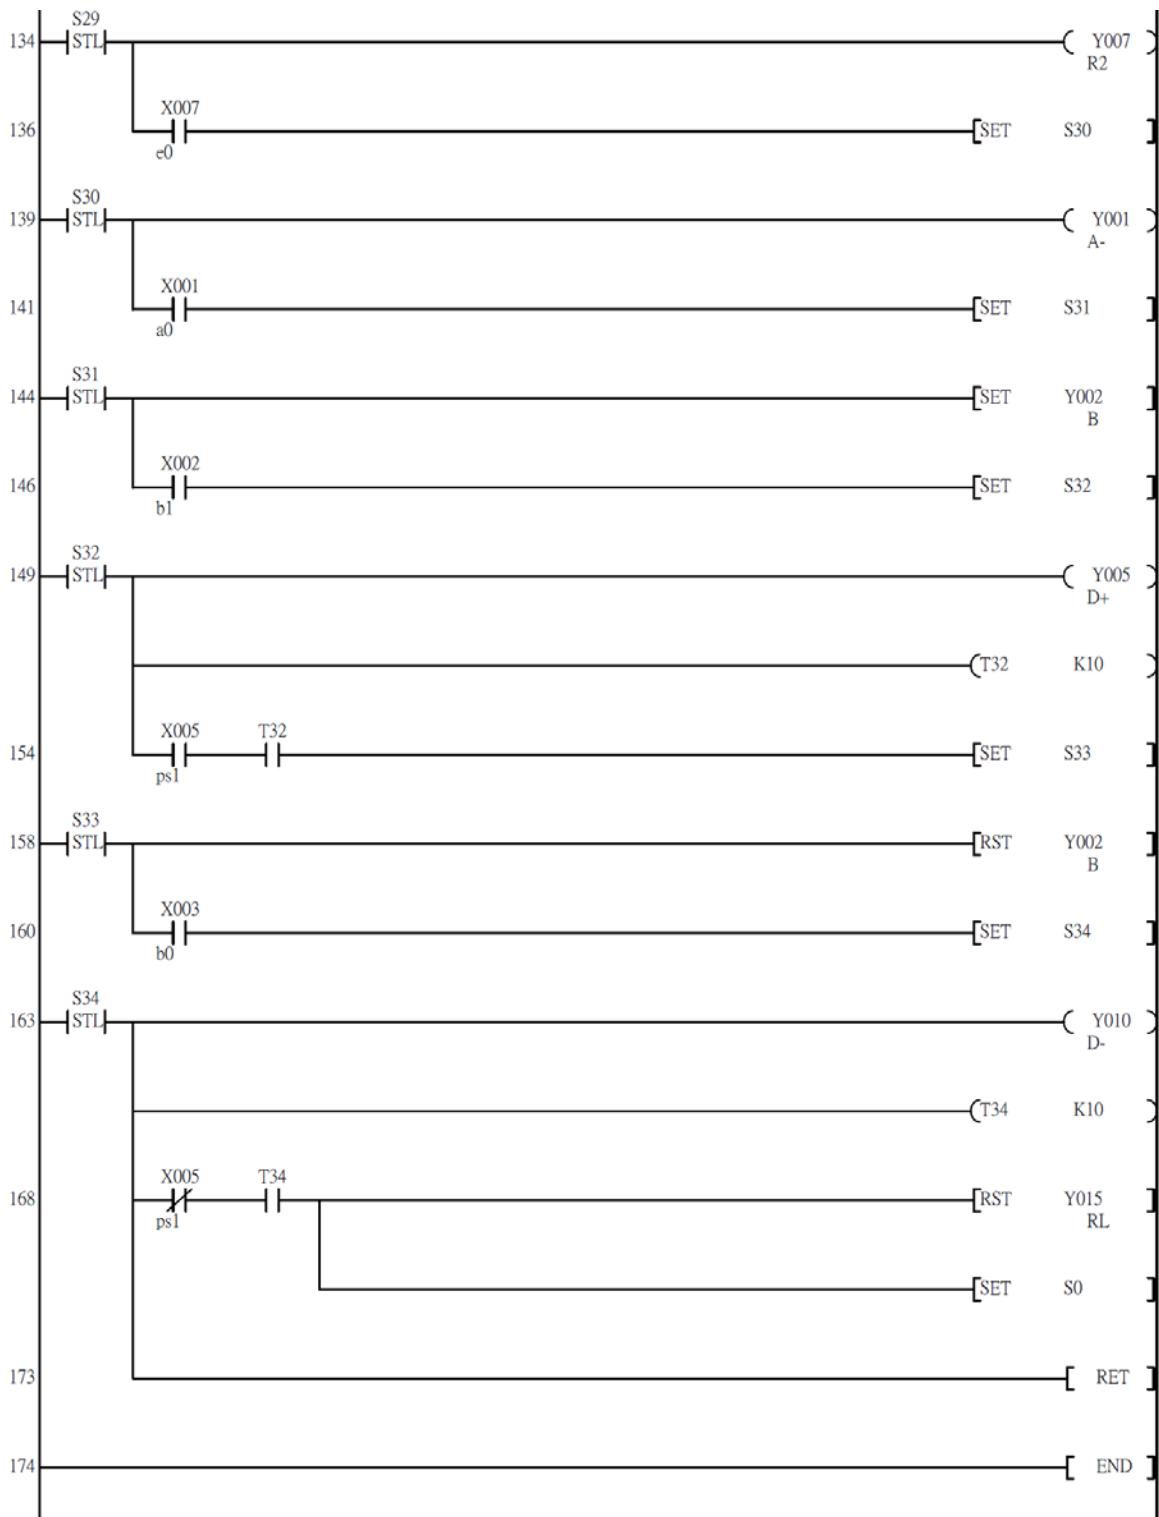 S29
134 STL Y007
R2
X007
136 SET S30
e0
S30
139 STL Y001
A-
X001
141 SET S31
a0
S31
144 STL SET Y002
B
X002
146 SET S32
b1
S32
149 STL Y005
D+
T32 K10
X005 T32
154 SET S33
ps1
S33
158 STL RST Y002
B
X003
160 SET S34
b0
S34
163 STL Y010
D-
T34 K10
X005 T34
168 RST Y015
ps1 RL
SET S0
173 RET
174 END